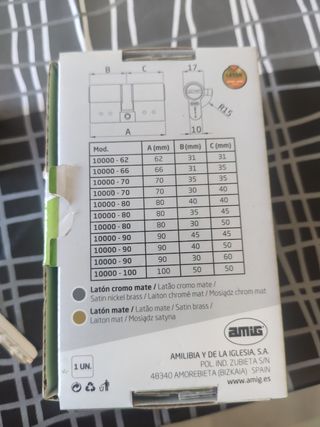 B C 17
LATON
R15
A 10
Mod. A (mm) B (mm) C (mm)
10000 - 62 62 31 31
10000 - 66 66 31 35
10000 - 70 70 35 35
10000 - 70 70 30 40
10000 - 80 80 40 40
10000 - 80 80 35 45
10000 - 80 80 30 50
10000 - 90 90 45 45
10000 - 90 90 40 50
10000 - 90 90 30 60
10000 - 100 100 50 50
Latón cromo mate / Latão cromo mate /
Satin nickel brass / Laiton chromé mat / Mosiądz chrom mat
Latón mate / Latão mate / Satin brass /
Laiton mat / Mosiądz satyna
amig
1 UN.
AMILIBIA Y DE LA IGLESIA, S.A.
POL. IND. ZUBIETA S/N
48340 AMOREBIETA (BIZKAIA) SPAIN
www.amig.es